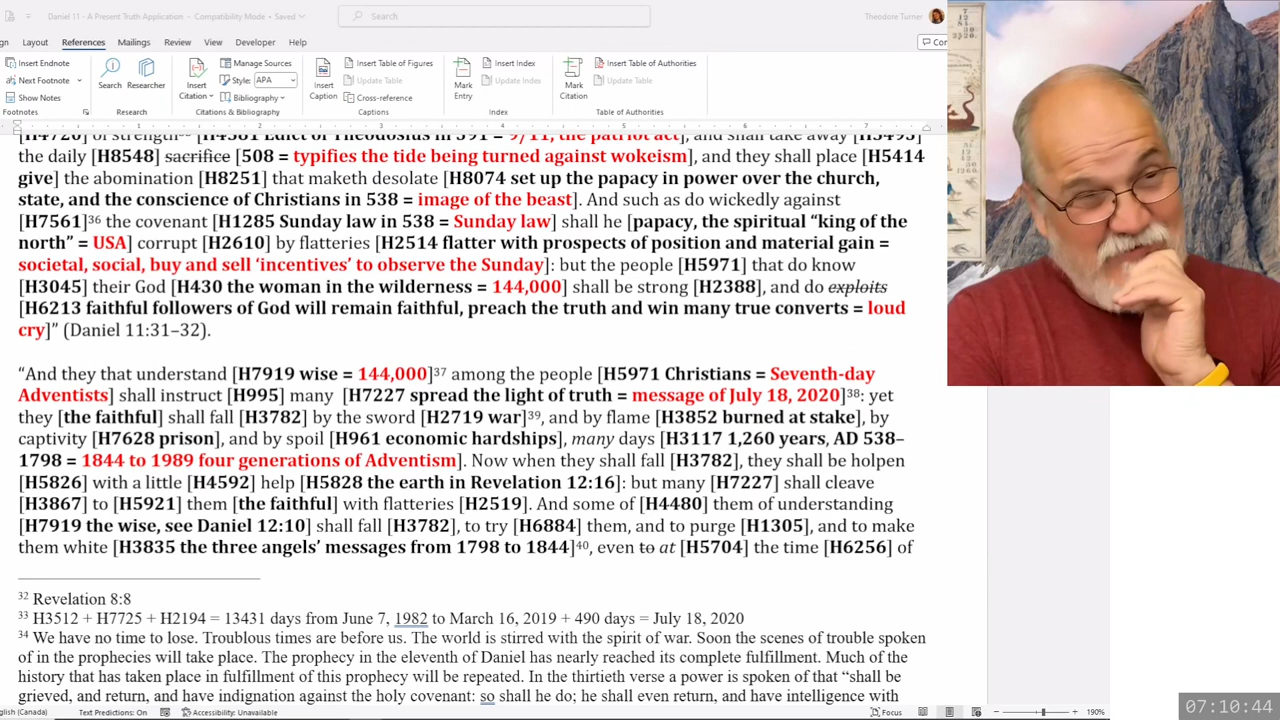 Daniel 11 - A Present Truth Application - Compatibility Mode • Saved
Search
Theodore Turner
Layout References Mailings Review View Developer Help
Insert Endnote
Next Footnote
Show Notes
Footnotes
Search
Researcher
Research
Insert Citation
Manage Sources
Style: APA
Bibliography
Citations & Bibliography
Insert Caption
Insert Table of Figures
Update Table
Cross-reference
Captions
Mark Entry
Insert Index
Update Index
Index
Mark Citation
Insert Table of Authorities
Update Table
Table of Authorities
the daily [H8548] sacrifice [508 = typifies the tide being turned against wokeism], and they shall place [H5414
give] the abomination [H8251] that maketh desolate [H8074 set up the papacy in power over the church,
state, and the conscience of Christians in 538 = image of the beast]. And such as do wickedly against
[H7561]36 the covenant [H1285 Sunday law in 538 = Sunday law] shall he [papacy, the spiritual “king of the
north” = USA] corrupt [H2610] by flatteries [H2514 flatter with prospects of position and material gain =
societal, social, buy and sell ‘incentives’ to observe the Sunday]: but the people [H5971] that do know
[H3045] their God [H430 the woman in the wilderness = 144,000] shall be strong [H2388], and do exploits
[H6213 faithful followers of God will remain faithful, preach the truth and win many true converts = loud
cry]” (Daniel 11:31–32).
“And they that understand [H7919 wise = 144,000]37 among the people [H5971 Christians = Seventh-day
Adventists] shall instruct [H995] many [H7227 spread the light of truth = message of July 18, 2020]38: yet
they [the faithful] shall fall [H3782] by the sword [H2719 war]39, and by flame [H3852 burned at stake], by
captivity [H7628 prison], and by spoil [H961 economic hardships], many days [H3117 1,260 years, AD 538–
1798 = 1844 to 1989 four generations of Adventism]. Now when they shall fall [H3782], they shall be holpen
[H5826] with a little [H4592] help [H5828 the earth in Revelation 12:16]: but many [H7227] shall cleave
[H3867] to [H5921] them [the faithful] with flatteries [H2519]. And some of [H4480] them of understanding
[H7919 the wise, see Daniel 12:10] shall fall [H3782], to try [H6884] them, and to purge [H1305], and to make
them white [H3835 the three angels’ messages from 1798 to 1844]40, even to at [H5704] the time [H6256] of
32 Revelation 8:8
33 H3512 + H7725 + H2194 = 13431 days from June 7, 1982 to March 16, 2019 + 490 days = July 18, 2020
34 We have no time to lose. Troublous times are before us. The world is stirred with the spirit of war. Soon the scenes of trouble spoken
of in the prophecies will take place. The prophecy in the eleventh of Daniel has nearly reached its complete fulfillment. Much of the
history that has taken place in fulfillment of this prophecy will be repeated. In the thirtieth verse a power is spoken of that “shall be
grieved, and return, and have indignation against the holy covenant: so shall he do; he shall even return, and have intelligence with
English (Canada) Text Predictions: On Accessibility: Unavailable Focus 190%
07:10:44